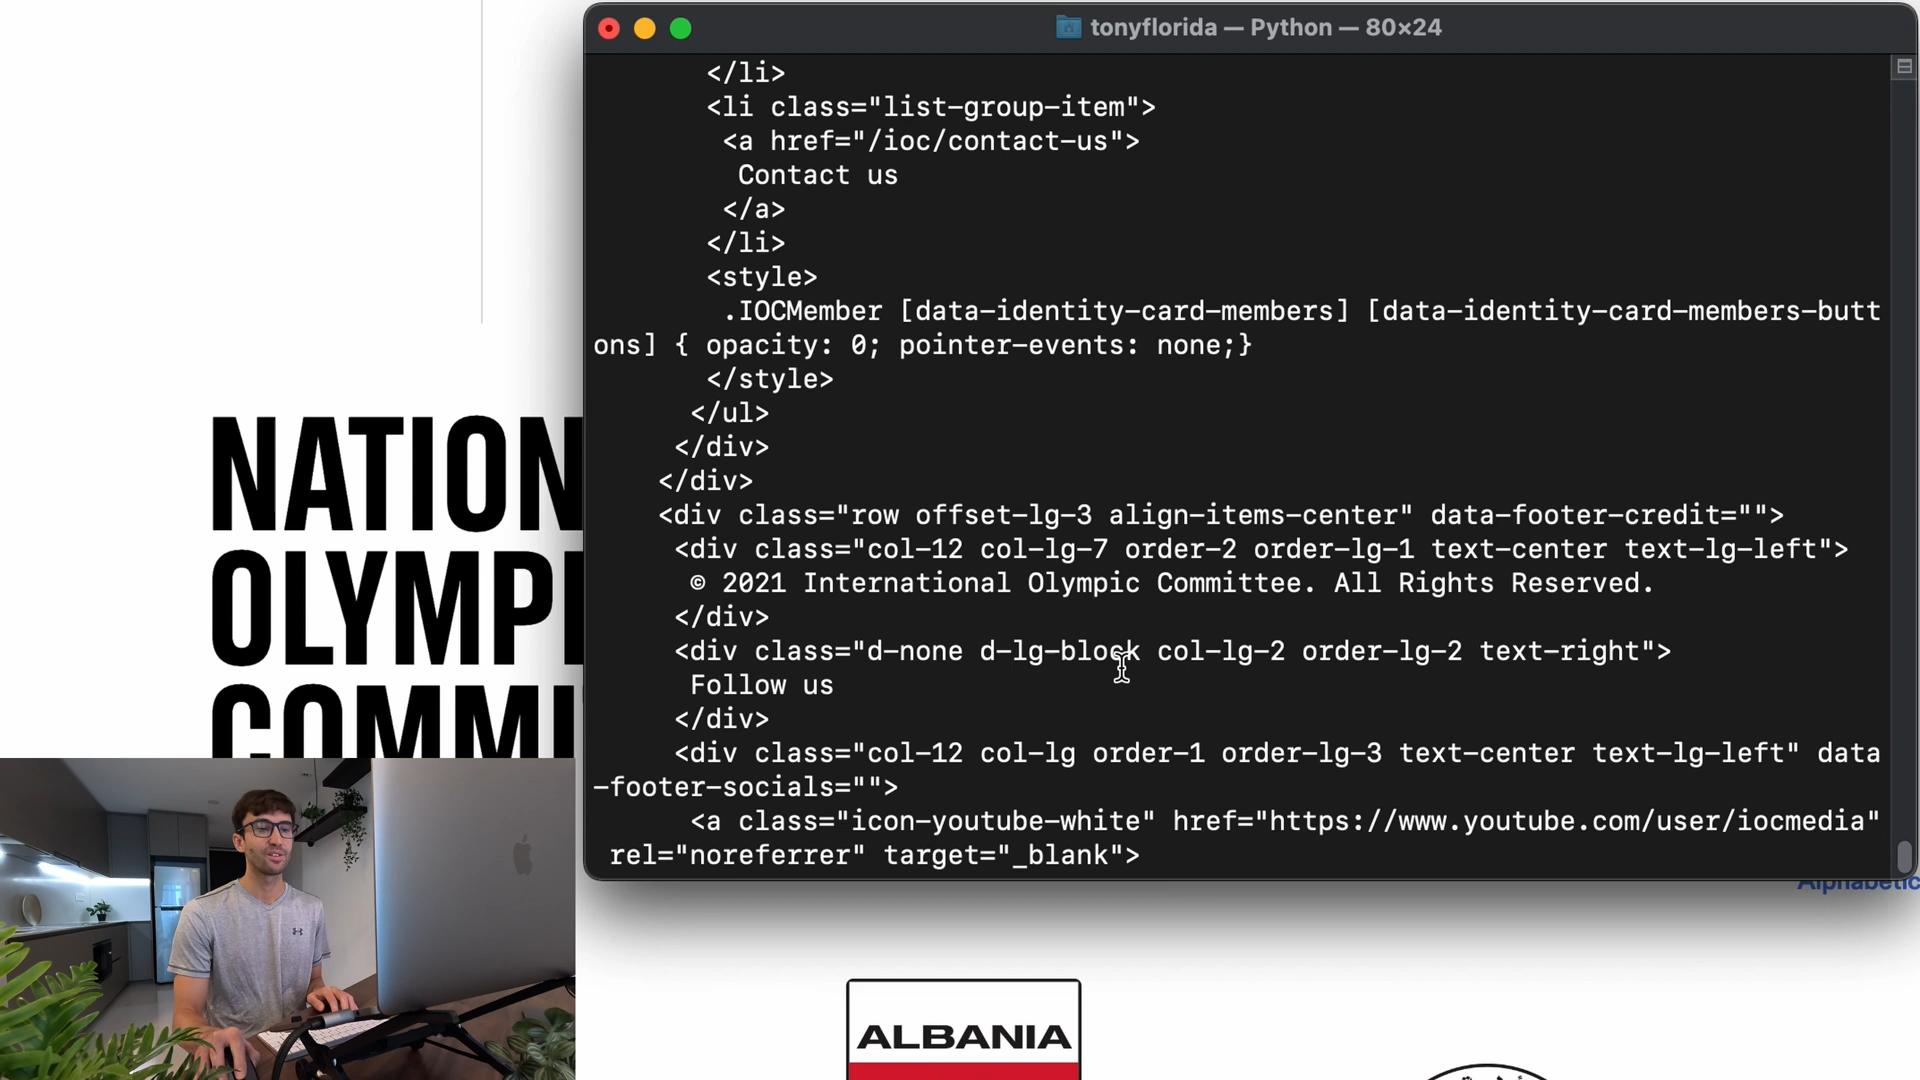 tonyflorida — Python — 80×24
</li>
<li class="list-group-item">
<a href="/ioc/contact-us">
Contact us
</a>
</li>
<style>
.IOCMember [data-identity-card-members] [data-identity-card-members-butt
ons] { opacity: 0; pointer-events: none;}
</style>
</ul>
</div>
</div>
<div class="row offset-lg-3 align-items-center" data-footer-credit="">
<div class="col-12 col-lg-7 order-2 order-lg-1 text-center text-lg-left">
© 2021 International Olympic Committee. All Rights Reserved.
</div>
<div class="d-none d-lg-block col-lg-2 order-lg-2 text-right">
Follow us
</div>
<div class="col-12 col-lg order-1 order-lg-3 text-center text-lg-left" data
-footer-socials="">
<a class="icon-youtube-white" href="https://www.youtube.com/user/iocmedia"
rel="noreferrer" target="_blank">
NATION
OLYMPI
COMMI
Alphabetic
ALBANIA